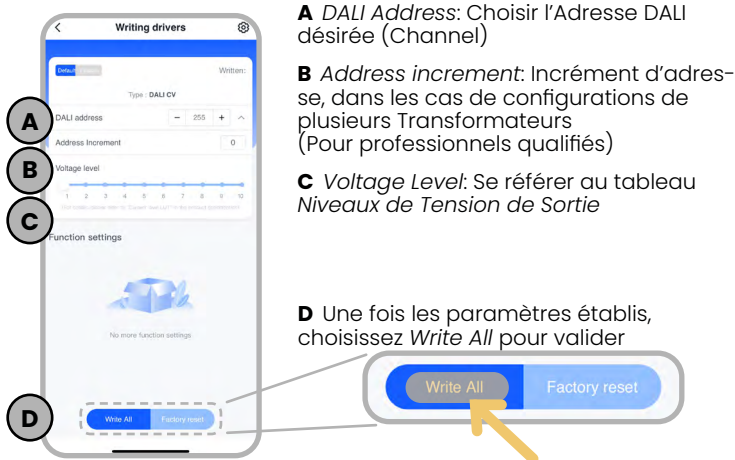 Writing drivers
Default
Written:
Type : DALI CV
DALI address
– 255 +
Address Increment
0
Voltage level
1 2 3 4 5 6 7 8 9 10
Function settings
No more function settings
Write All
Factory reset
A
B
C
D
A DALI Address: Choisir l’Adresse DALI
désirée (Channel)
B Address increment: Incrément d’adres-
se, dans les cas de configurations de
plusieurs Transformateurs
(Pour professionnels qualifiés)
C Voltage Level: Se référer au tableau
Niveaux de Tension de Sortie
D Une fois les paramètres établis,
choisissez Write All pour valider
Write All
Factory reset